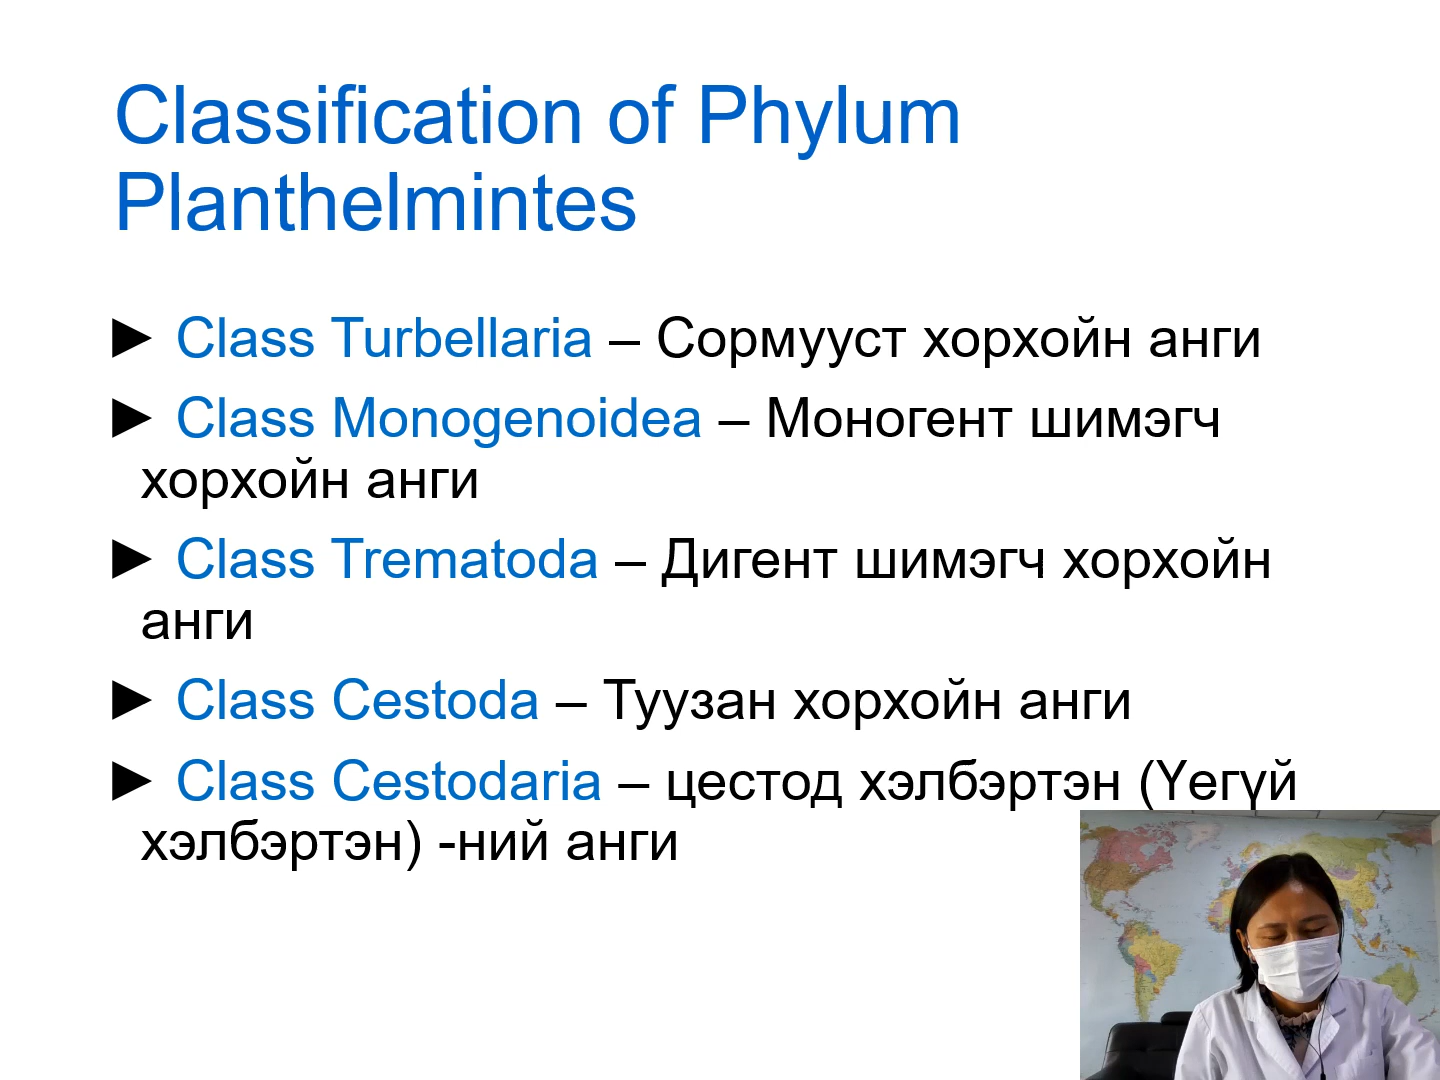 Classification of Phylum
Planthelmintes
► Class Turbellaria – Сормууст хорхойн анги
► Class Monogenoidea – Моногент шимэгч
хорхойн анги
► Class Trematoda – Дигент шимэгч хорхойн
анги
► Class Cestoda – Туузан хорхойн анги
► Class Cestodaria – цестод хэлбэртэн (Үегүй
хэлбэртэн) -ний анги